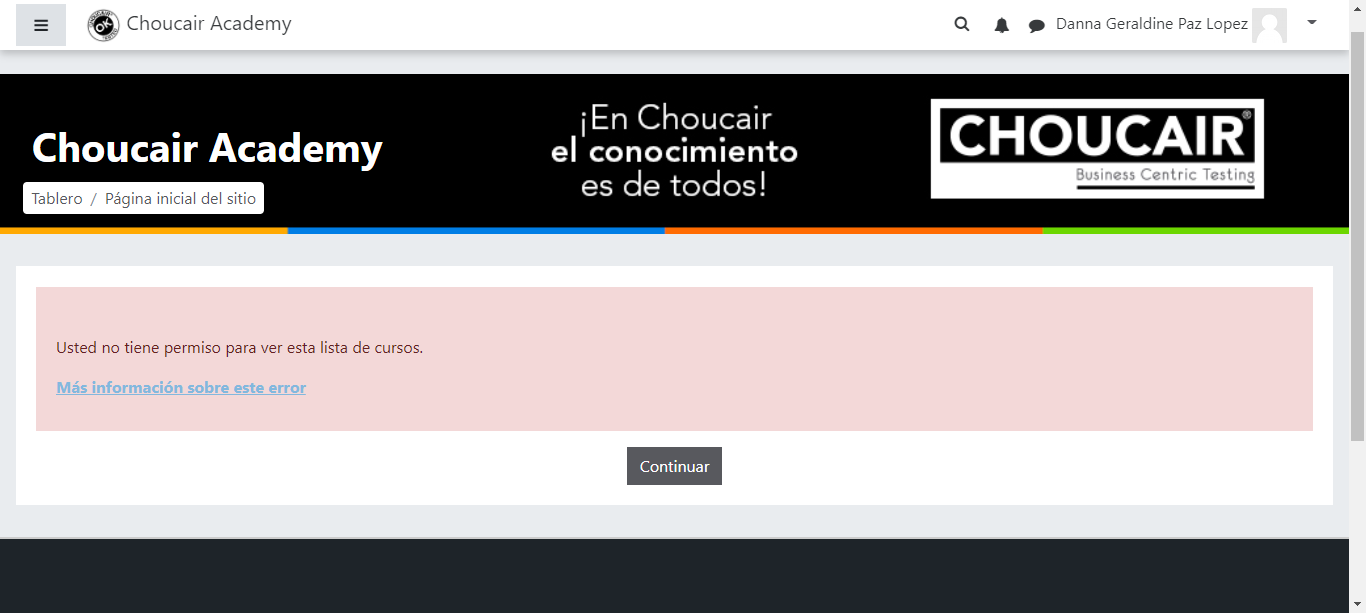 Choucair Academy
Danna Geraldine Paz Lopez
Choucair Academy
¡En Choucair
el conocimiento
es de todos!
CHOUCAIR®
Business Centric Testing
Tablero / Página inicial del sitio
Usted no tiene permiso para ver esta lista de cursos.
Más información sobre este error
Continuar